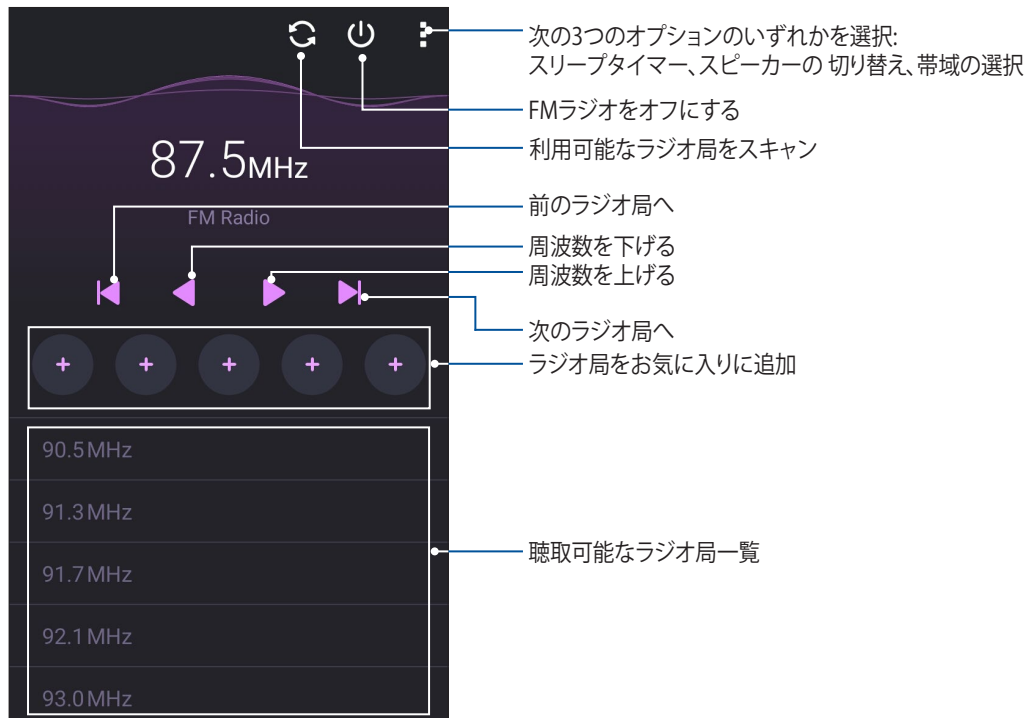 次の3つのオプションのいずれかを選択:
スリープタイマー、スピーカーの 切り替え、帯域の選択
FMラジオをオフにする
利用可能なラジオ局をスキャン
87.5MHz
FM Radio
前のラジオ局へ
周波数を下げる
周波数を上げる
次のラジオ局へ
ラジオ局をお気に入りに追加
+ + + + +
90.5MHz
91.3MHz
91.7MHz
92.1MHz
93.0MHz
聴取可能なラジオ局一覧